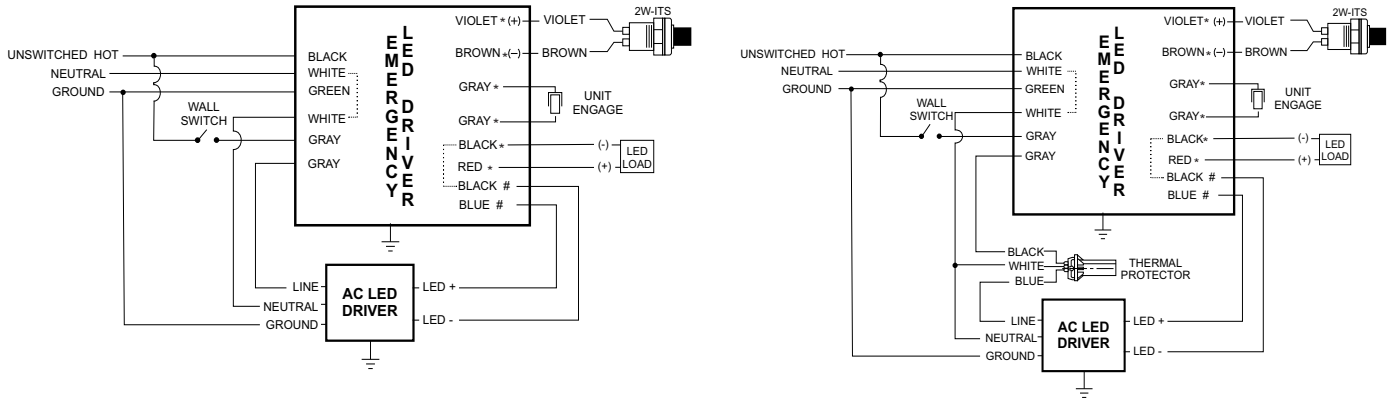 UNSWITCHED HOT
NEUTRAL
GROUND
WALL
SWITCH
BLACK
WHITE
GREEN
WHITE
GRAY
GRAY
EMERGENCY
LED DRIVER
VIOLET * (+) VIOLET
BROWN *(–) BROWN
2W-ITS
GRAY *
GRAY *
UNIT
ENGAGE
BLACK * (-)
RED * (+)
LED
LOAD
BLACK #
BLUE #
LINE
NEUTRAL
GROUND
AC LED
DRIVER
LED +
LED -
UNSWITCHED HOT
NEUTRAL
GROUND
WALL
SWITCH
BLACK
WHITE
GREEN
WHITE
GRAY
GRAY
EMERGENCY
LED DRIVER
VIOLET* (+) VIOLET
BROWN *(–) BROWN
2W-ITS
GRAY*
GRAY*
UNIT
ENGAGE
BLACK* (-)
RED * (+)
LED
LOAD
BLACK #
BLUE #
BLACK
WHITE
BLUE
THERMAL
PROTECTOR
LINE
NEUTRAL
GROUND
AC LED
DRIVER
LED +
LED -